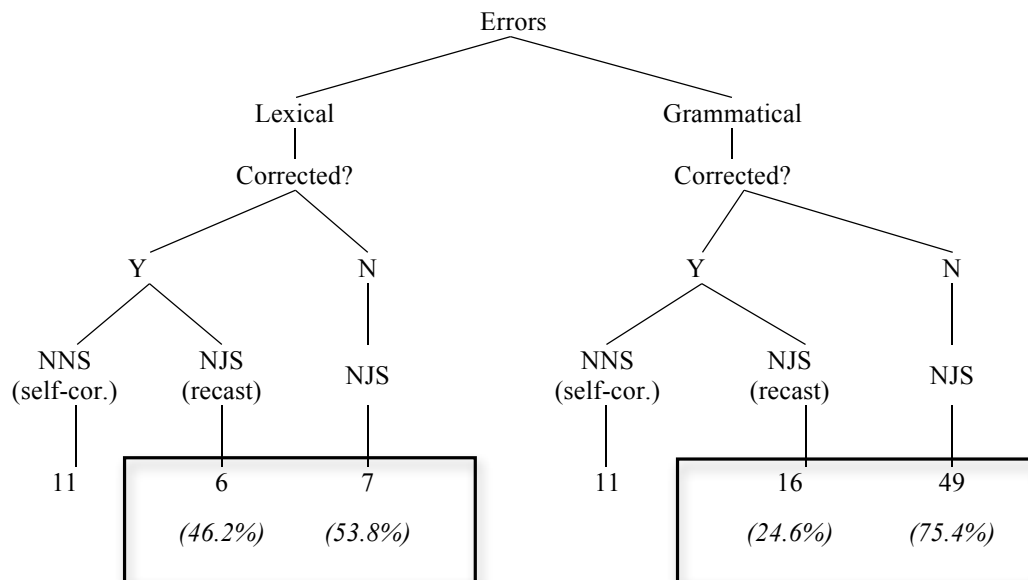 Errors
Lexical Grammatical
Corrected? Corrected?
Y N Y N
NNS NJS NJS NNS NJS NJS
(self-cor.) (recast) (self-cor.) (recast)
11 6 7 11 16 49
(46.2%) (53.8%) (24.6%) (75.4%)